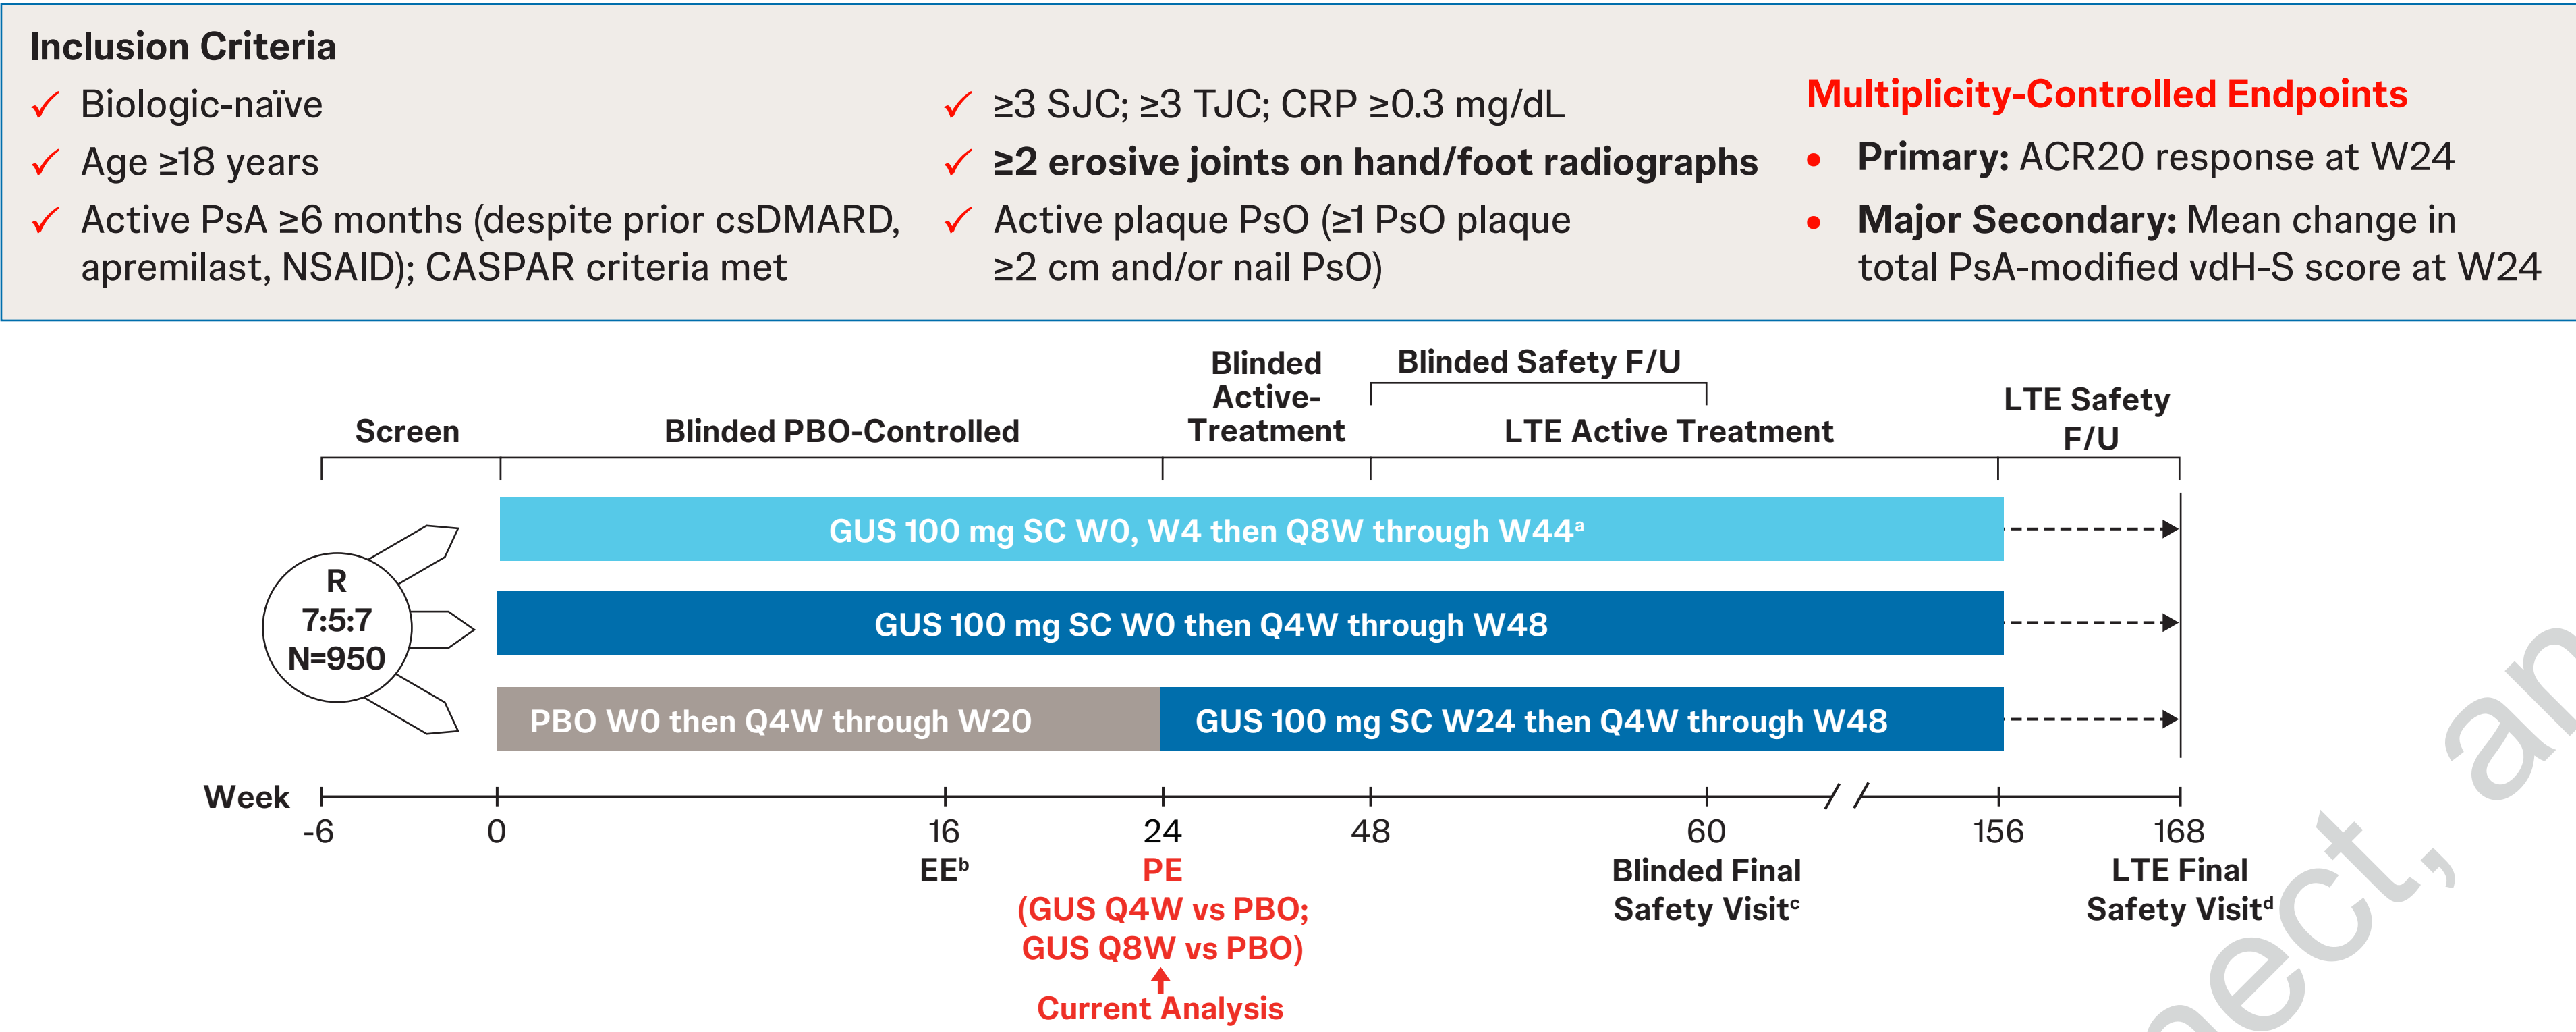 Inclusion Criteria
✓ Biologic-naïve
✓ Age ≥18 years
✓ Active PsA ≥6 months (despite prior csDMARD,
apremilast, NSAID); CASPAR criteria met
✓ ≥3 SJC; ≥3 TJC; CRP ≥0.3 mg/dL
✓ ≥2 erosive joints on hand/foot radiographs
✓ Active plaque PsO (≥1 PsO plaque
≥2 cm and/or nail PsO)
Multiplicity-Controlled Endpoints
• Primary: ACR20 response at W24
• Major Secondary: Mean change in
total PsA-modified vdH-S score at W24
Screen
Blinded PBO-Controlled
Blinded
Active-
Treatment
Blinded Safety F/U
LTE Active Treatment
LTE Safety
F/U
R
7:5:7
N=950
GUS 100 mg SC W0, W4 then Q8W through W44ᵃ
GUS 100 mg SC W0 then Q4W through W48
PBO W0 then Q4W through W20
GUS 100 mg SC W24 then Q4W through W48
Week
-6
0
16
24
48
60
156
168
EEᵇ
PE
(GUS Q4W vs PBO;
GUS Q8W vs PBO)
Current Analysis
Blinded Final
Safety Visitᶜ
LTE Final
Safety Visitᵈ